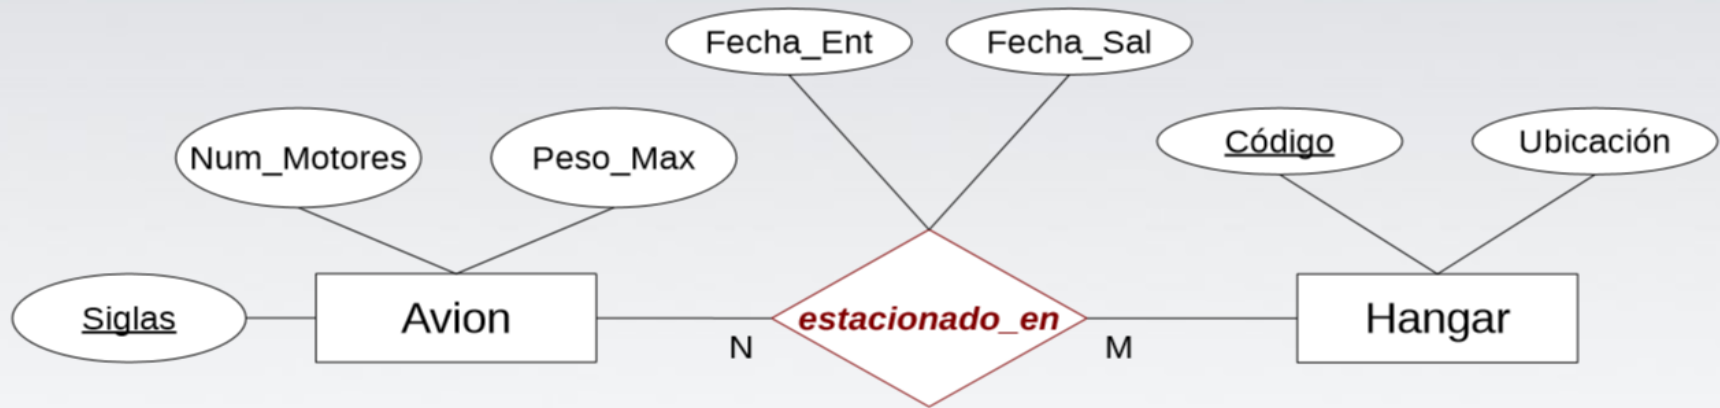 Fecha_Ent
Fecha_Sal
Num_Motores
Peso_Max
Código
Ubicación
Siglas
Avion
estacionado_en
Hangar
N
M